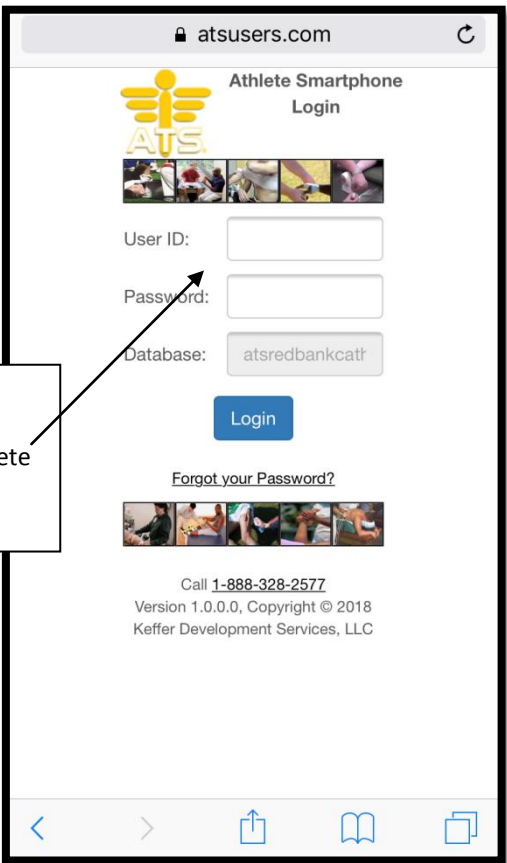 atsusers.com
Athlete Smartphone
Login
ATS
User ID:
Password:
Database:
atsredbankcath
Login
ete
Forgot your Password?
Call 1-888-328-2577
Version 1.0.0.0, Copyright © 2018
Keffer Development Services, LLC